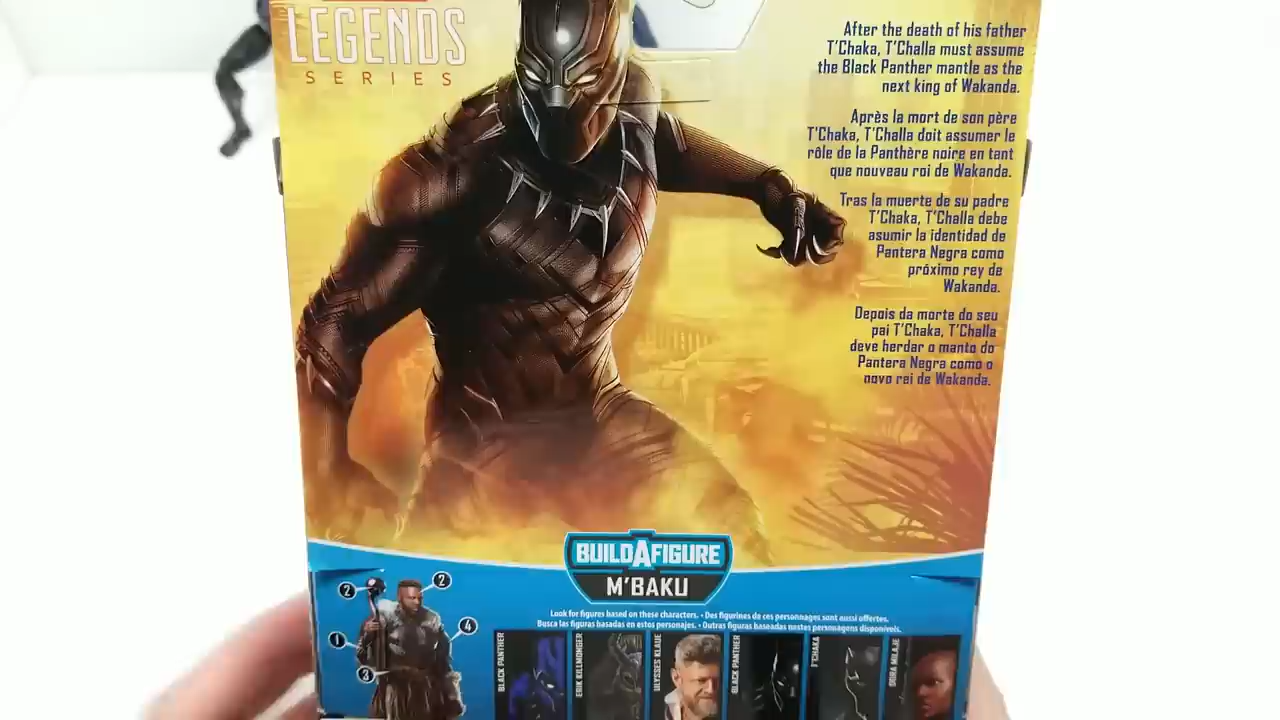 LEGENDS
SERIES
After the death of his father
T'Chaka, T'Challa must assume
the Black Panther mantle as the
next king of Wakanda.
Après la mort de son père
T'Chaka, T'Challa doit assumer le
rôle de la Panthère noire en tant
que nouveau roi de Wakanda.
Tras la muerte de su padre
T'Chaka, T'Challa debe
asumir la identidad de
Pantera Negra como
próximo rey de
Wakanda.
Depois da morte do seu
pai T'Chaka, T'Challa
deve herdar o manto do
Pantera Negra como o
novo rei de Wakanda.
BUILDAFIGURE
M'BAKU
2
2
1
4
3
Look for figures based on these characters. • Des figurines de ces personnages sont aussi offertes.
Busca las figuras basadas en estos personajes. • Outras figuras baseadas nestes personagens disponíveis.
BLACK PANTHER
ERIK KILLMONGER
ULYSSES KLAUE
BLACK PANTHER
T'CHAKA
DORA MILAJE